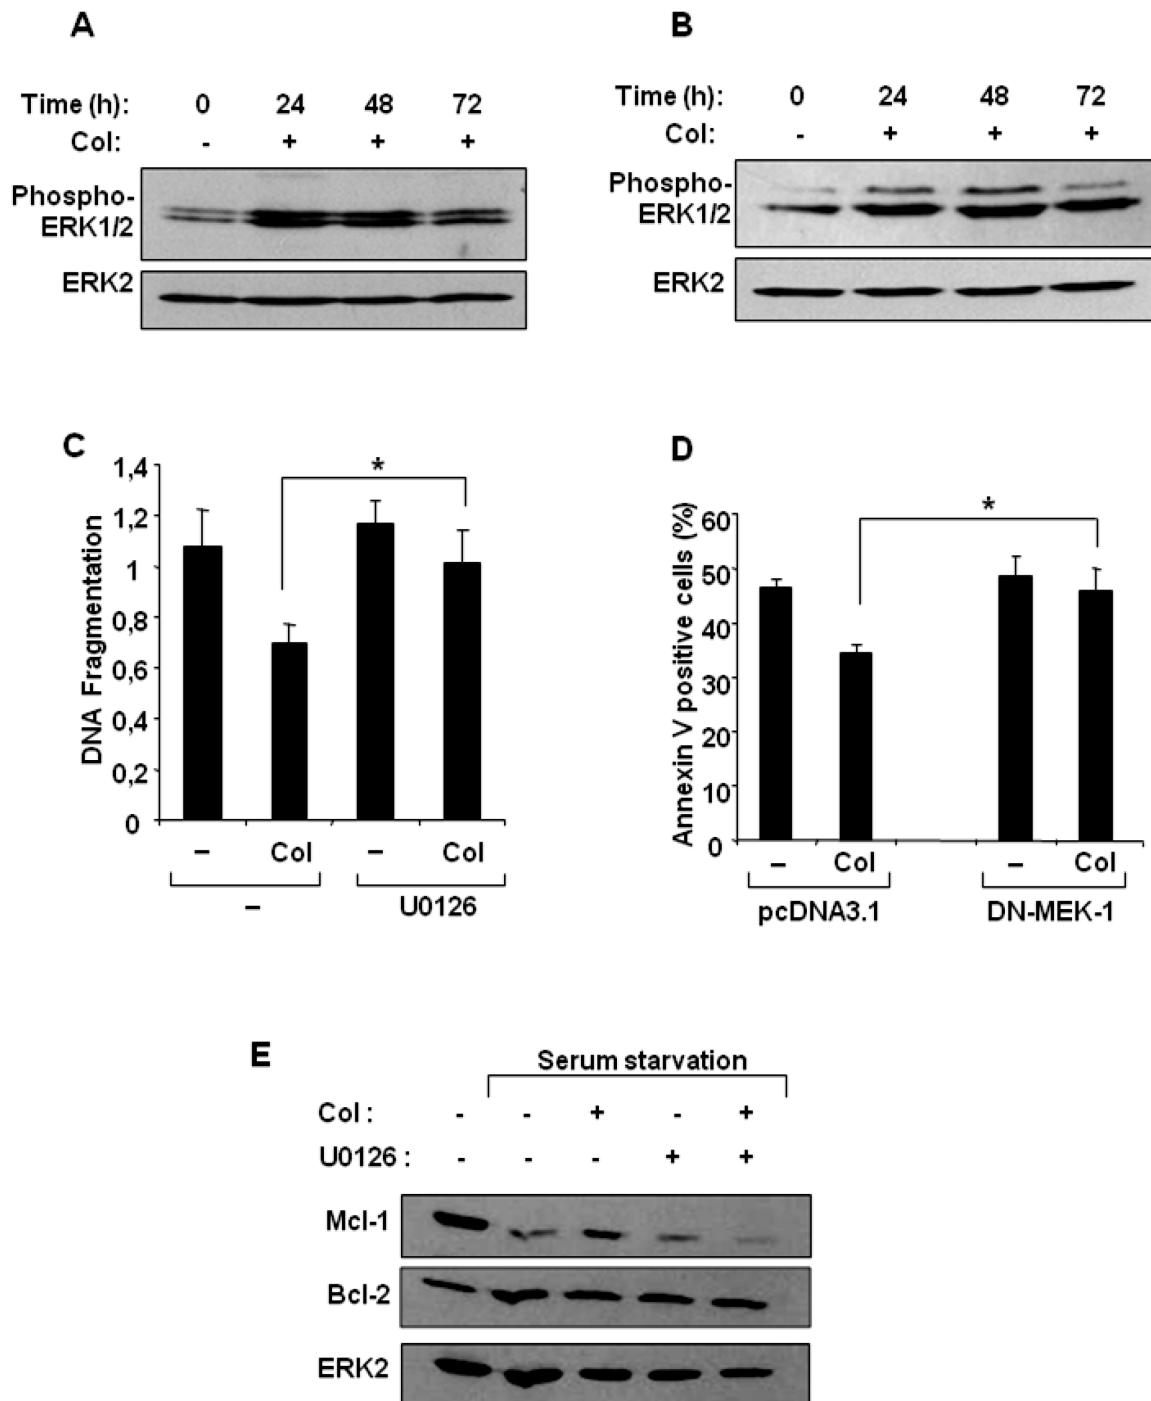 A
Time (h): 0 24 48 72
Col: - + + +
Phospho-
ERK1/2
ERK2
B
Time (h): 0 24 48 72
Col: - + + +
Phospho-
ERK1/2
ERK2
C
DNA Fragmentation
1,4
1,2
1
0,8
0,6
0,4
0,2
0
*
– Col – Col
– U0126
D
Annexin V positive cells (%)
60
50
40
30
20
10
0
*
– Col – Col
pcDNA3.1 DN-MEK-1
E
Serum starvation
Col : - - + - +
U0126 : - - - + +
Mcl-1
Bcl-2
ERK2